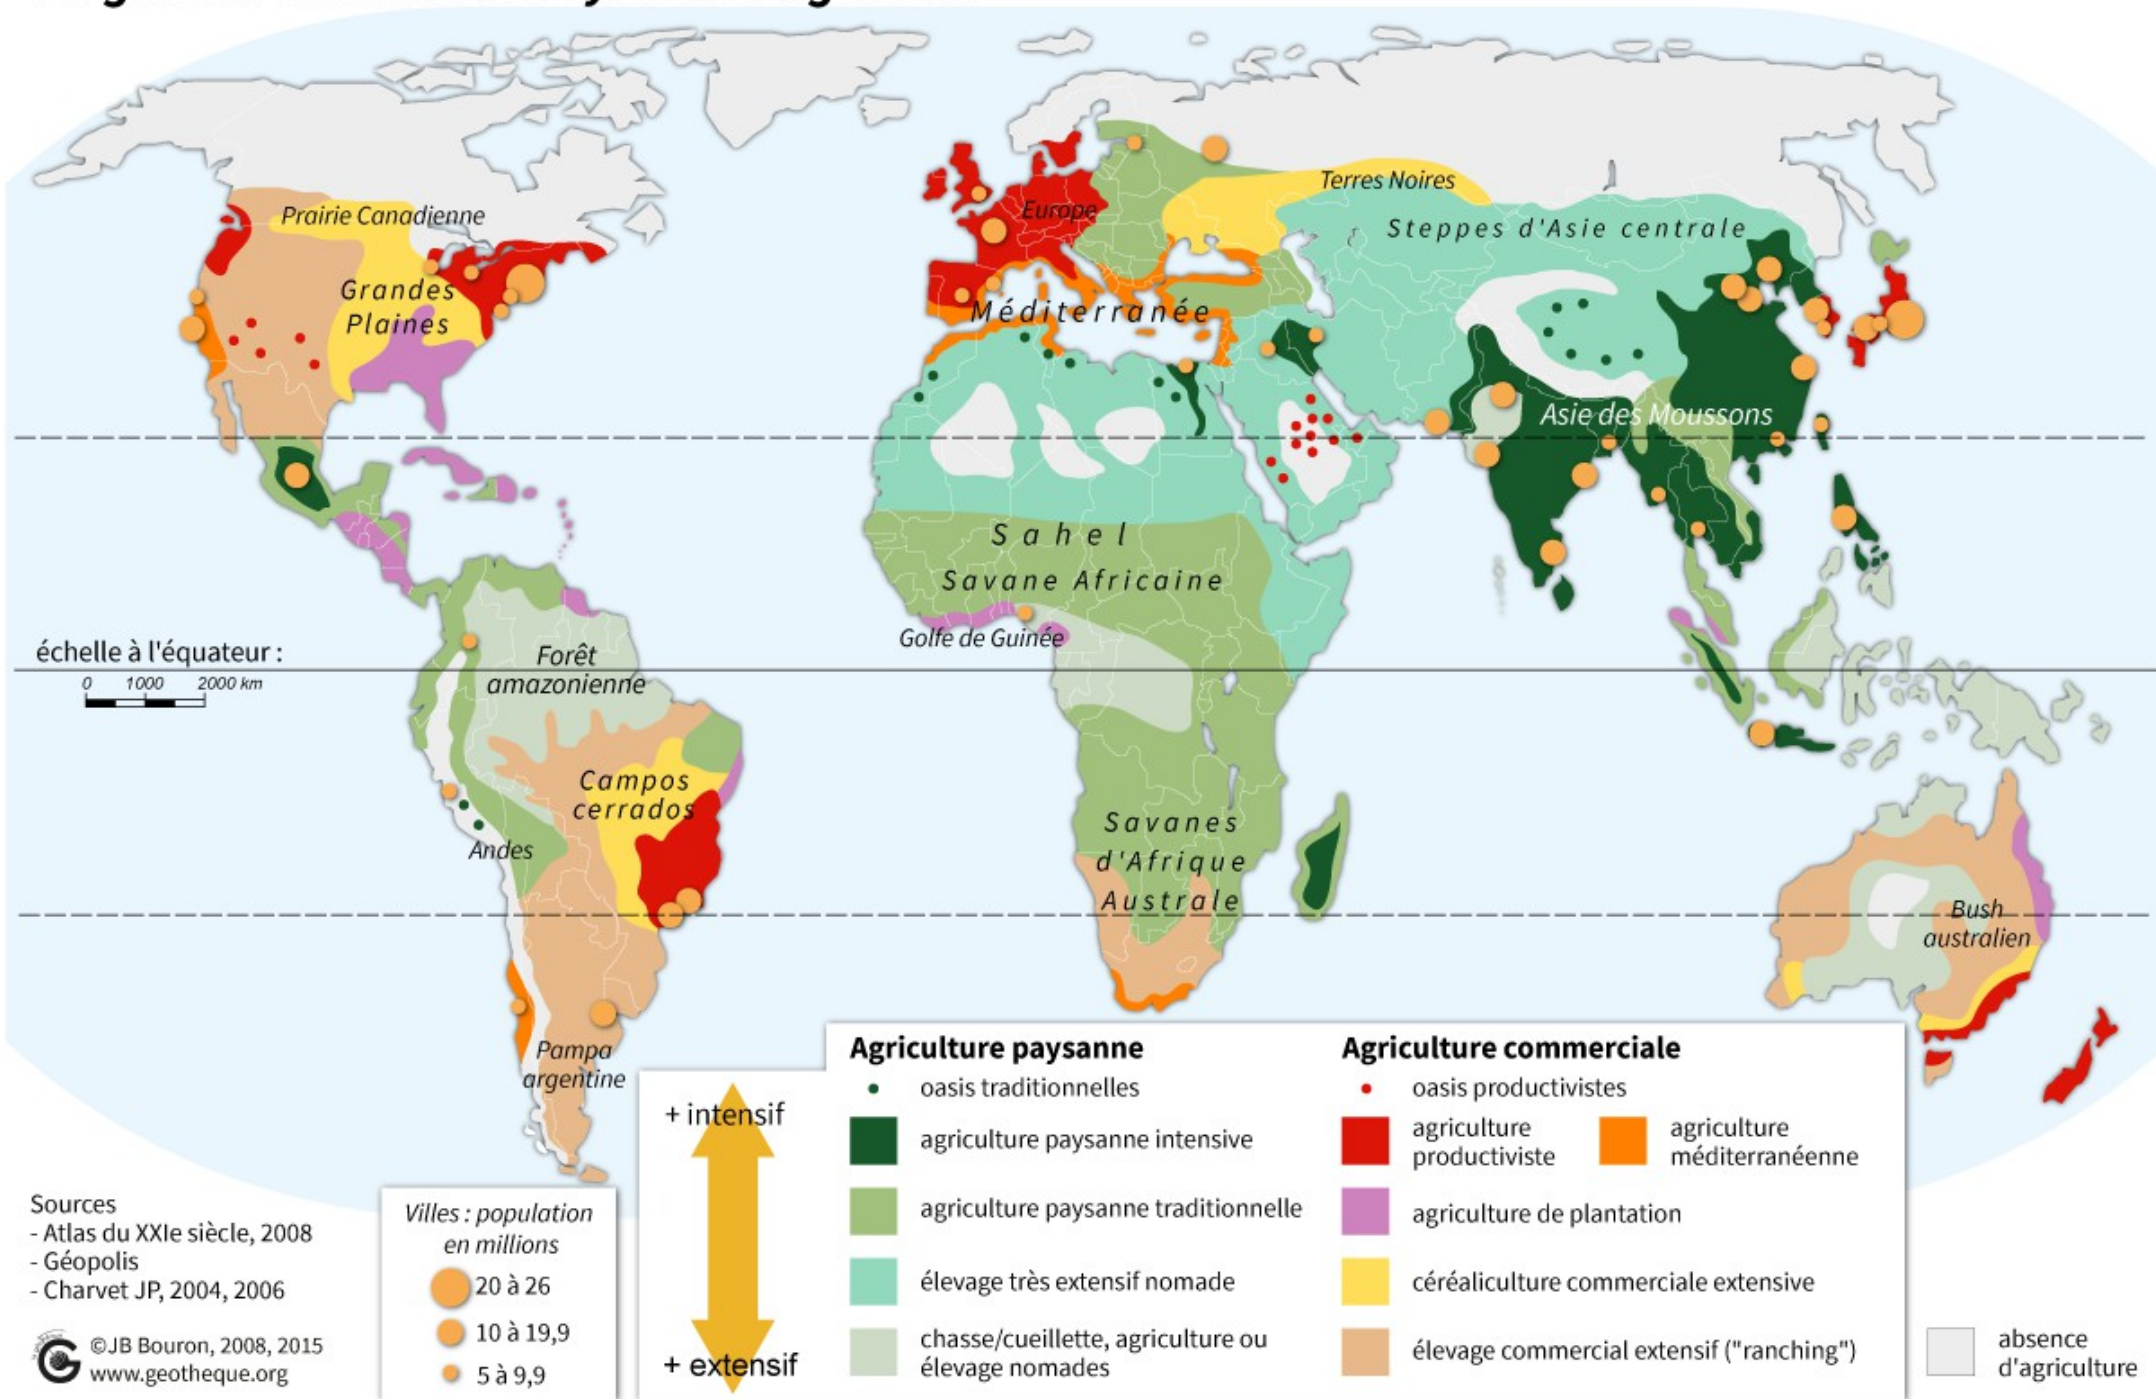 Prairie Canadienne
Grandes
Plaines
Europe
Terres Noires
Steppes d'Asie centrale
Méditerranée
Asie des Moussons
Sahel
Savane Africaine
Golfe de Guinée
échelle à l'équateur :
0 1000 2000 km
Forêt
amazonienne
Campos
cerrados
Andes
Savanes
d'Afrique
Australe
Bush
australien
Pampa
argentine
Sources
- Atlas du XXIe siècle, 2008
- Géopolis
- Charvet JP, 2004, 2006
©JB Bouron, 2008, 2015
www.geotheque.org
Villes : population
en millions
20 à 26
10 à 19,9
5 à 9,9
+ intensif
+ extensif
Agriculture paysanne
oasis traditionnelles
agriculture paysanne intensive
agriculture paysanne traditionnelle
élevage très extensif nomade
chasse/cueillette, agriculture ou
élevage nomades
Agriculture commerciale
oasis productivistes
agriculture
productiviste
agriculture
méditerranéenne
agriculture de plantation
céréaliculture commerciale extensive
élevage commercial extensif ("ranching")
absence
d'agriculture